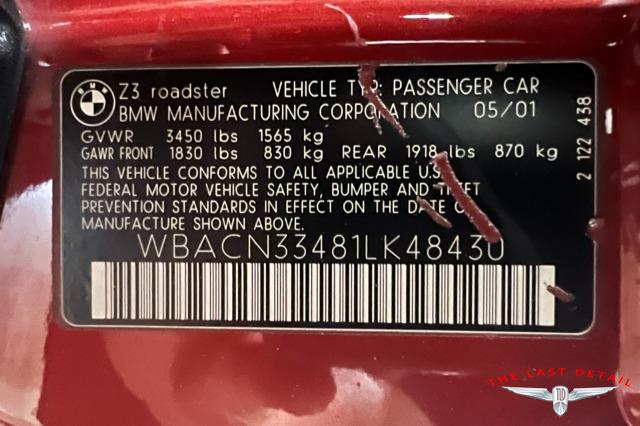 Z3 roadster VEHICLE TYP: PASSENGER CAR
BMW MANUFACTURING CORPORATION 05/01
GVWR 3450 lbs 1565 kg
GAWR FRONT 1830 lbs 830 kg REAR 1918 lbs 870 kg
THIS VEHICLE CONFORMS TO ALL APPLICABLE U.S.
FEDERAL MOTOR VEHICLE SAFETY, BUMPER AND THEFT
PREVENTION STANDARDS IN EFFECT ON THE DATE OF
MANUFACTURE SHOWN ABOVE.
WBACN33481LK48430
2 122 438
BMW
THE LAST DETAIL
TLD